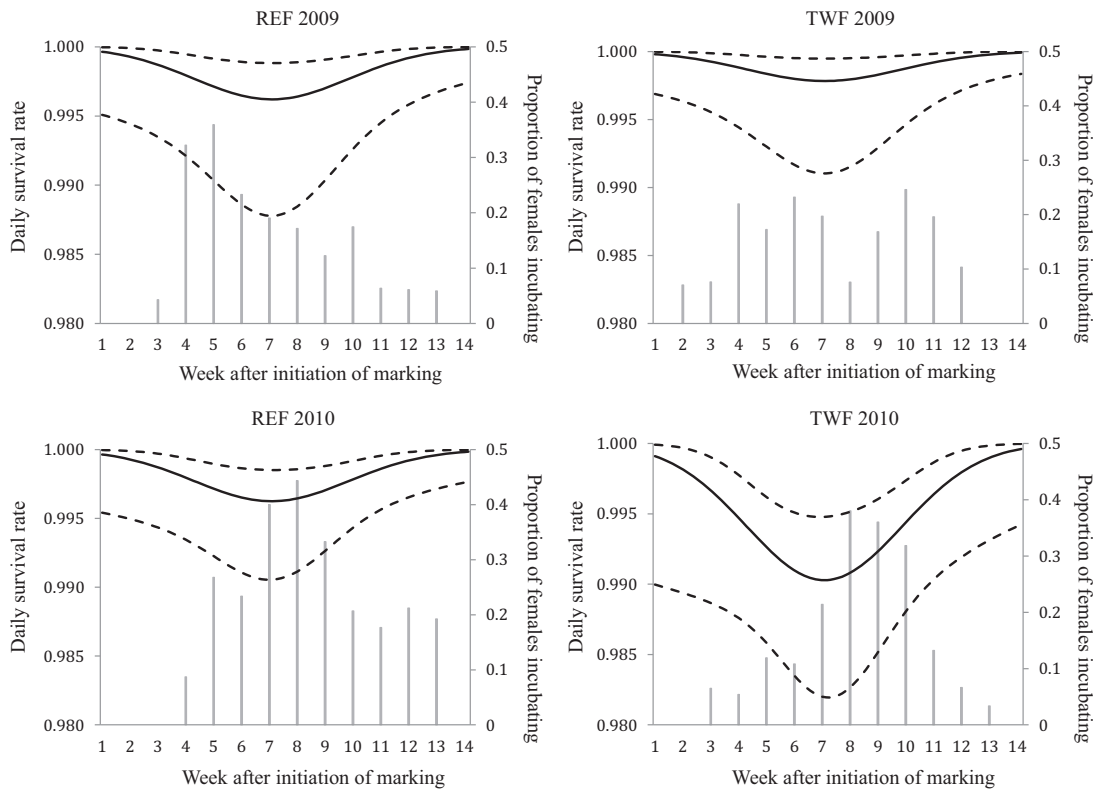 REF 2009
Daily survival rate
1.000
0.995
0.990
0.985
0.980
0.5
0.4
0.3
0.2
0.1
0
Proportion of females incubating
1 2 3 4 5 6 7 8 9 10 11 12 13 14
Week after initiation of marking
TWF 2009
Daily survival rate
1.000
0.995
0.990
0.985
0.980
0.5
0.4
0.3
0.2
0.1
0
Proportion of females incubating
1 2 3 4 5 6 7 8 9 10 11 12 13 14
Week after initiation of marking
REF 2010
Daily survival rate
1.000
0.995
0.990
0.985
0.980
0.5
0.4
0.3
0.2
0.1
0
Proportion of females incubating
1 2 3 4 5 6 7 8 9 10 11 12 13 14
Week after initiation of marking
TWF 2010
Daily survival rate
1.000
0.995
0.990
0.985
0.980
0.5
0.4
0.3
0.2
0.1
0
Proportion of females incubating
1 2 3 4 5 6 7 8 9 10 11 12 13 14
Week after initiation of marking